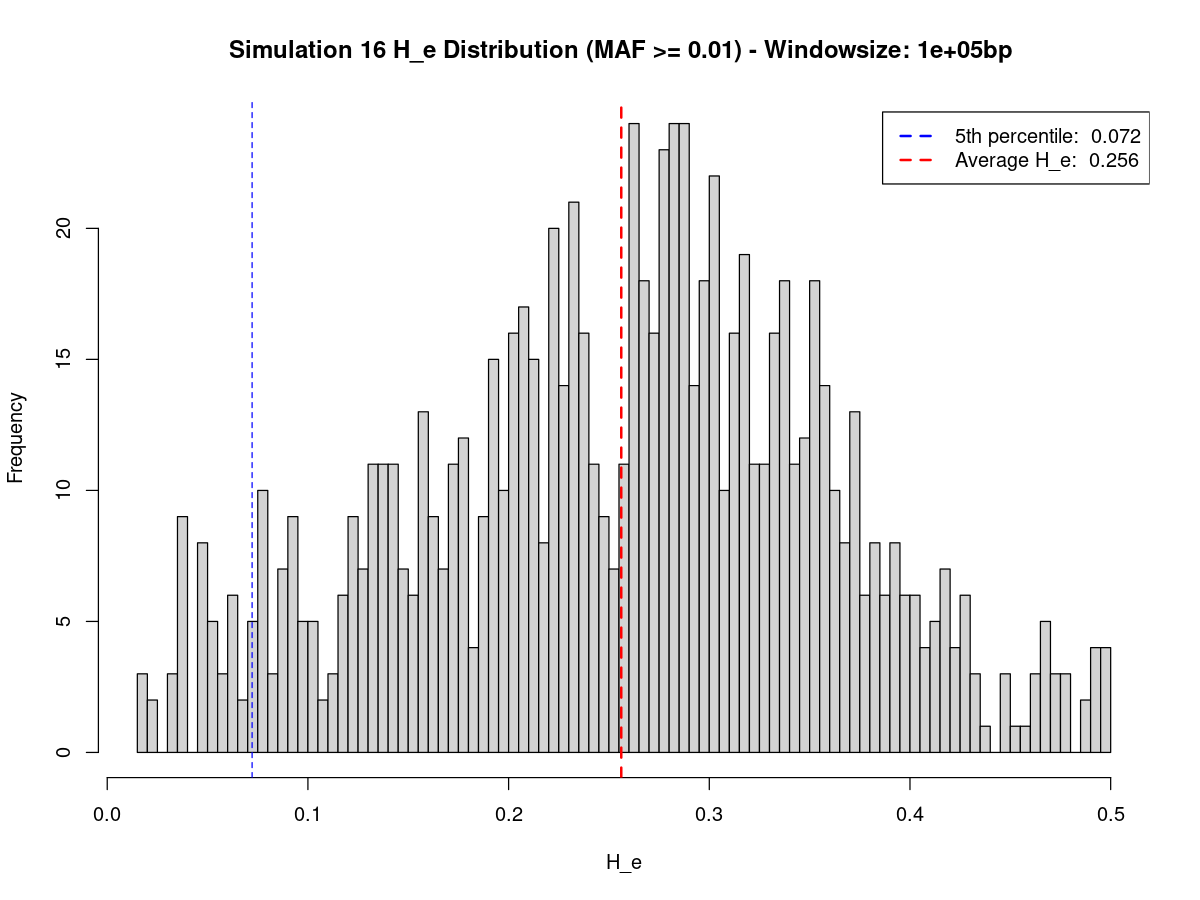 Simulation 16 H_e Distribution (MAF >= 0.01) - Windowsize: 1e+05bp
5th percentile:  0.072
Average H_e:  0.256
Frequency
20
15
10
5
0
0.0 0.1 0.2 0.3 0.4 0.5
H_e